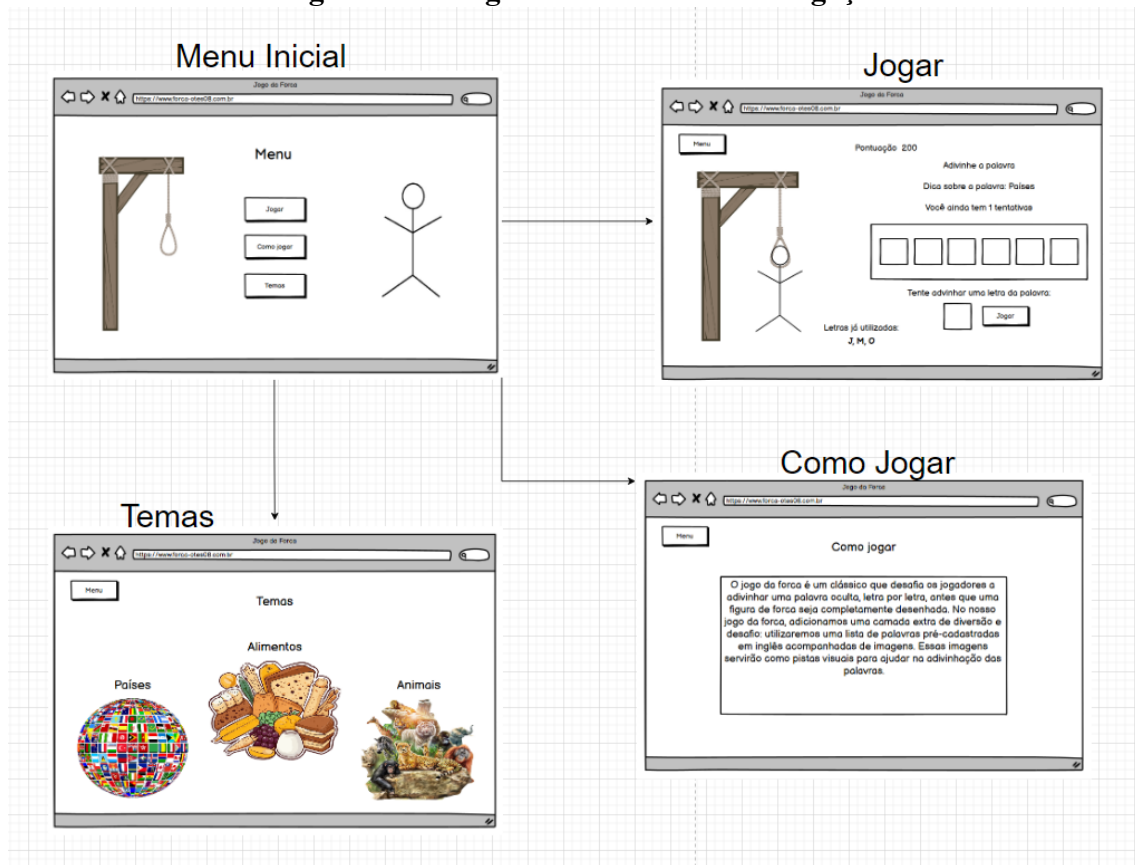 Menu Inicial
Jogo da Forca
https://www.forca-otes08.com.br
Menu
Jogar
Como jogar
Temas
Jogar
Jogo da Forca
https://www.forca-otes08.com.br
Menu
Pontuação 200
Adivinhe a palavra
Dica sobre a palavra: Países
Você ainda tem 1 tentativas
Tente advinhar uma letra da palavra:
Jogar
Letras já utilizadas:
J, M, O
Temas
Jogo da Forca
https://www.forca-otes08.com.br
Menu
Temas
Alimentos
Países
Animais
Como Jogar
Jogo da Forca
https://www.forca-otes08.com.br
Menu
Como jogar
O jogo da forca é um clássico que desafia os jogadores a
adivinhar uma palavra oculta, letra por letra, antes que uma
figura de forca seja completamente desenhada. No nosso
jogo da forca, adicionamos uma camada extra de diversão e
desafio: utilizaremos uma lista de palavras pré-cadastradas
em inglês acompanhadas de imagens. Essas imagens
servirão como pistas visuais para ajudar na adivinhação das
palavras.